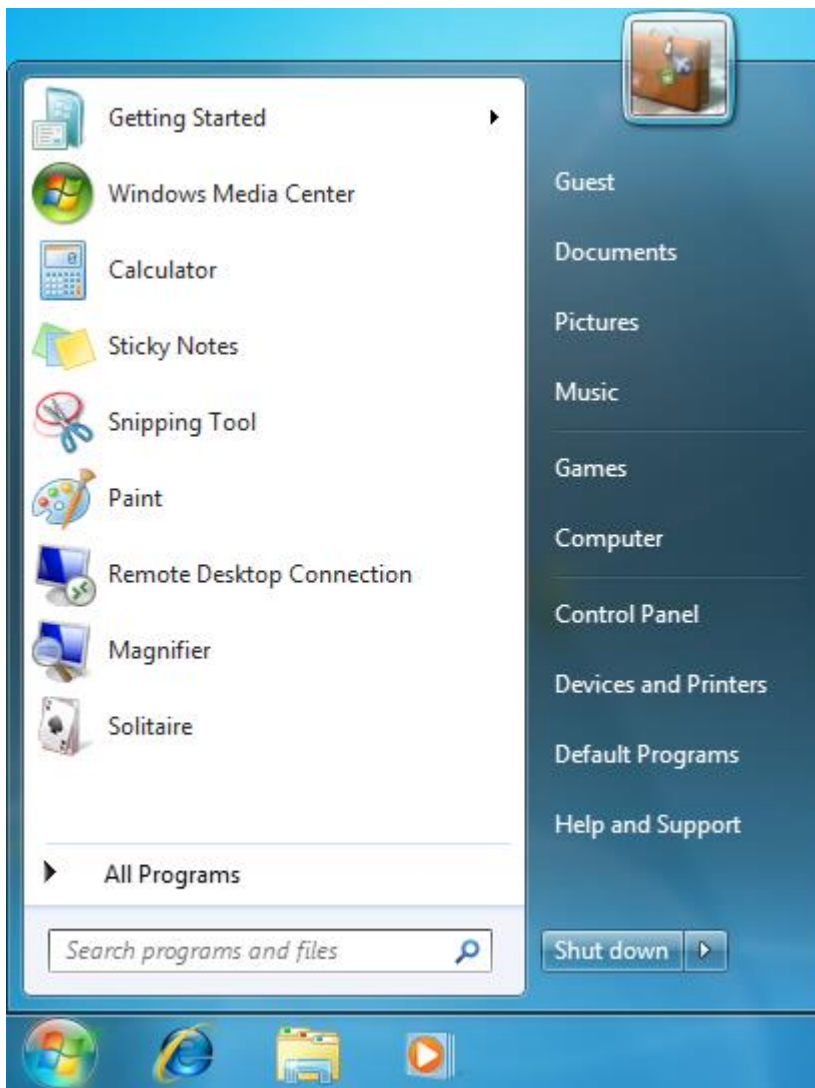 Getting Started
Windows Media Center
Calculator
Sticky Notes
Snipping Tool
Paint
Remote Desktop Connection
Magnifier
Solitaire
All Programs
Search programs and files
Guest
Documents
Pictures
Music
Games
Computer
Control Panel
Devices and Printers
Default Programs
Help and Support
Shut down